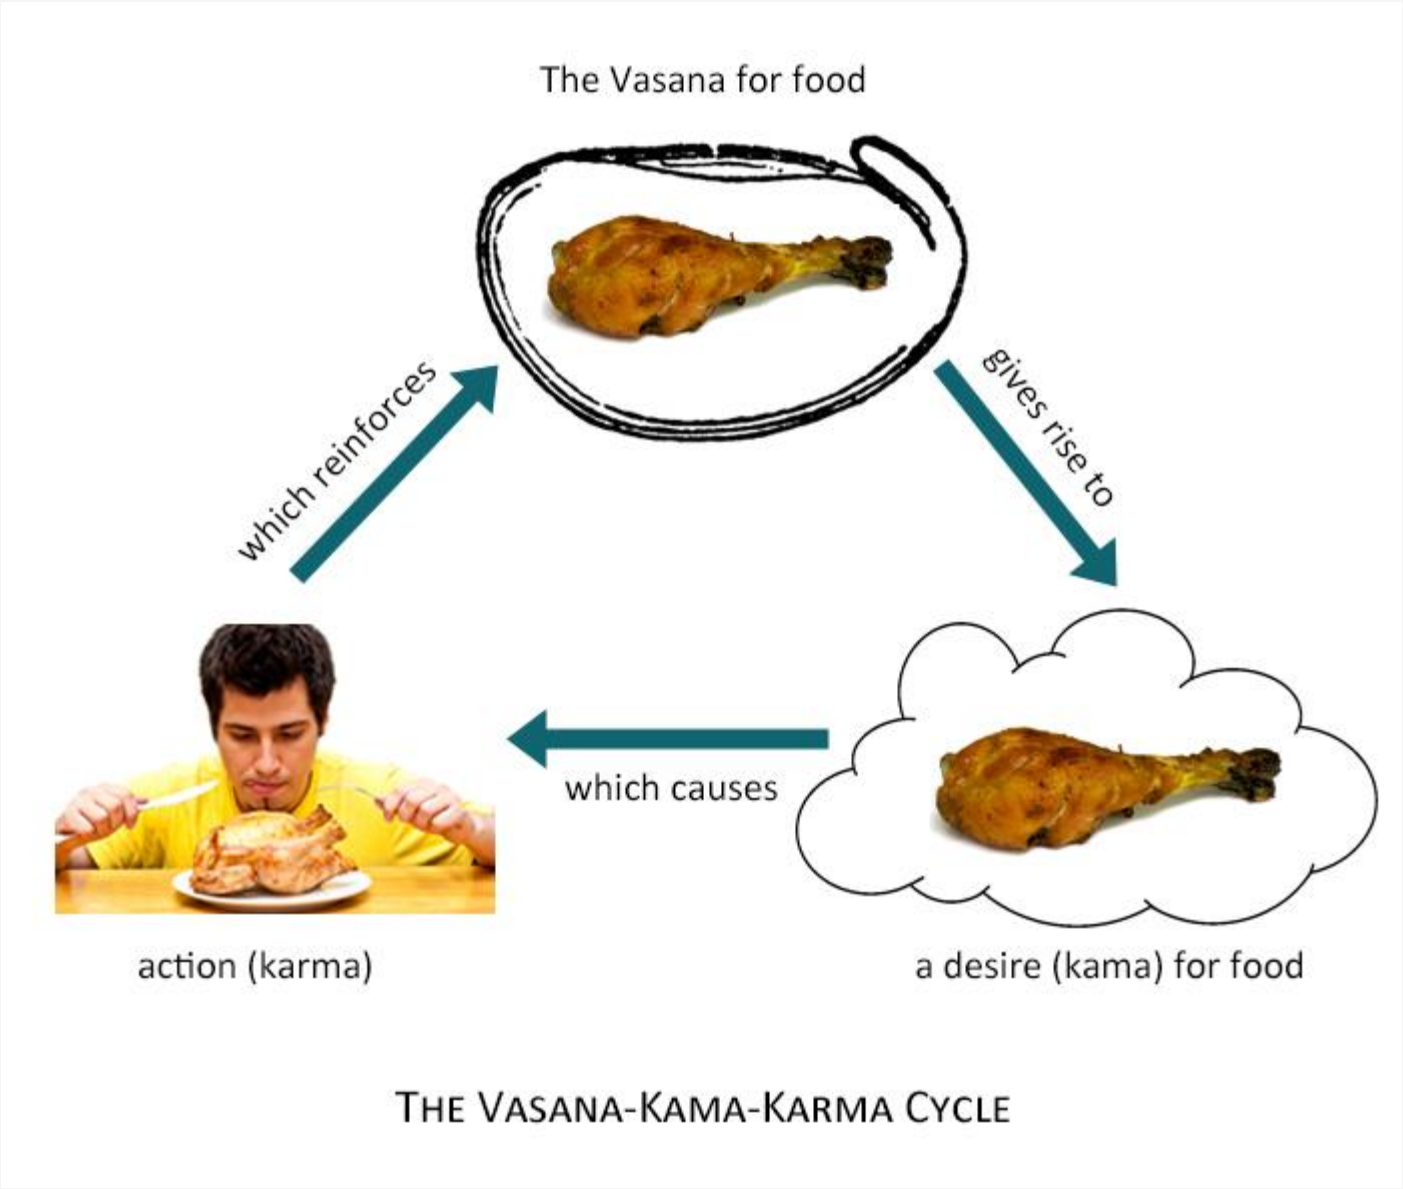 The Vasana for food
gives rise to
a desire (kama) for food
which causes
action (karma)
which reinforces
THE VASANA-KAMA-KARMA CYCLE